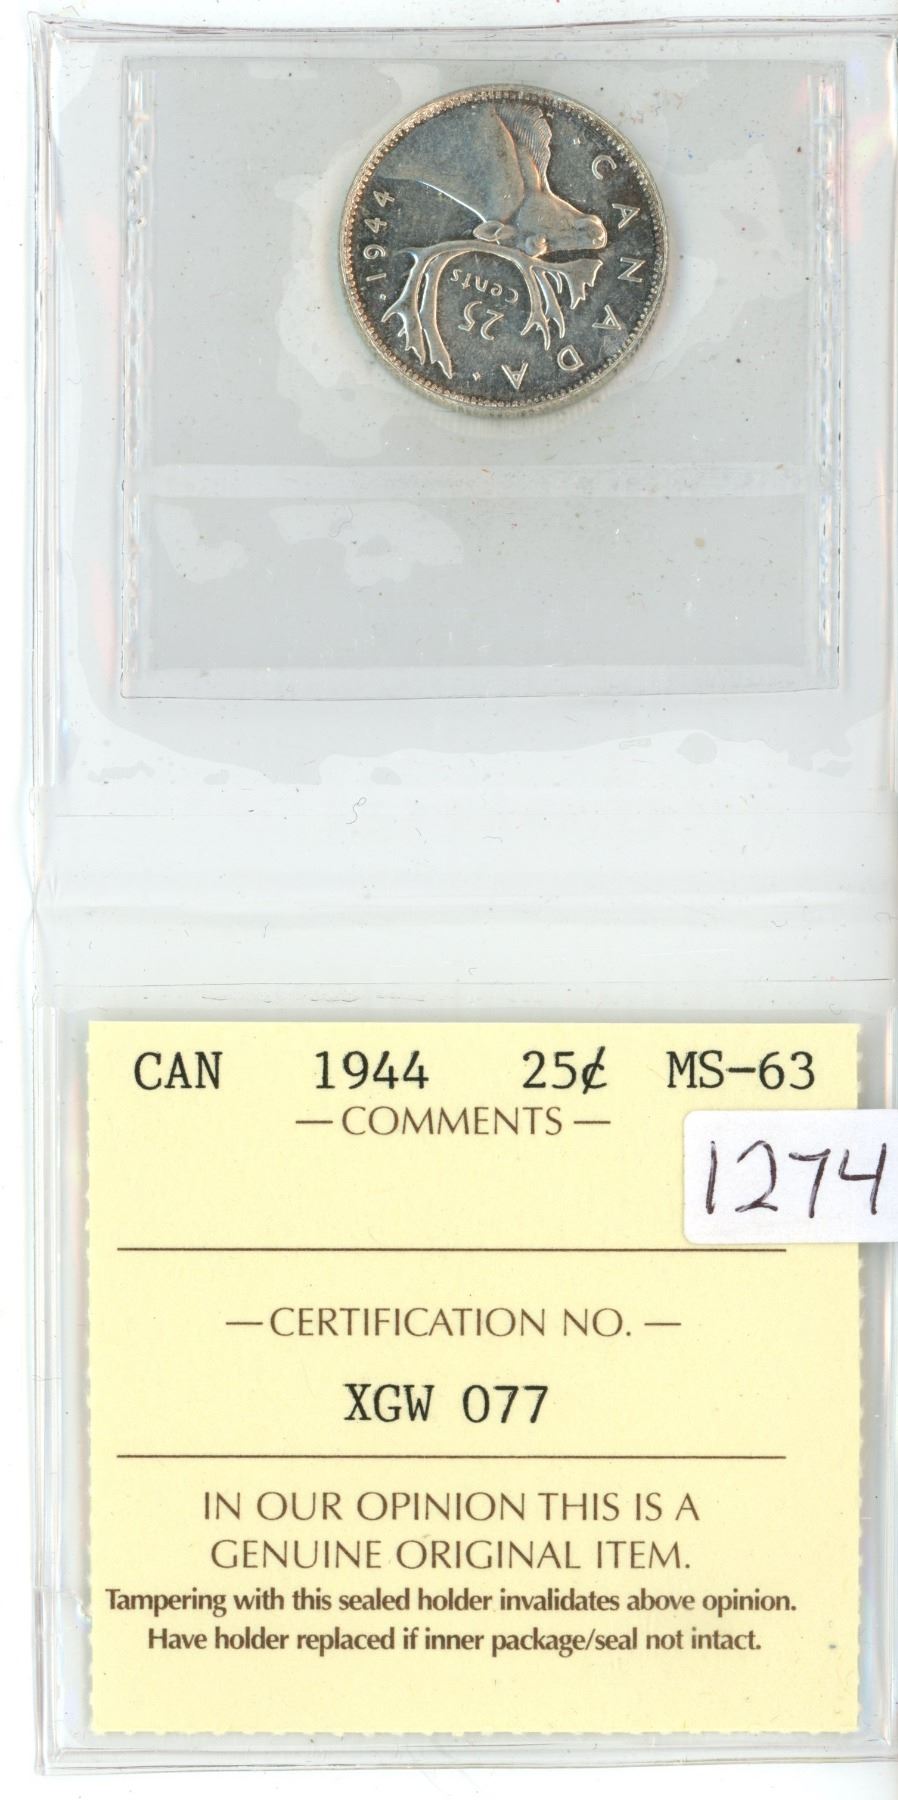 CANADA
1944
25
cents
CAN 1944 25¢ MS-63
— COMMENTS —
1274
— CERTIFICATION NO. —
XGW 077
IN OUR OPINION THIS IS A
GENUINE ORIGINAL ITEM.
Tampering with this sealed holder invalidates above opinion.
Have holder replaced if inner package/seal not intact.